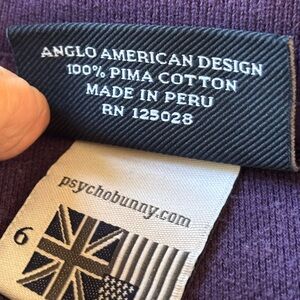 ANGLO AMERICAN DESIGN
100% PIMA COTTON
MADE IN PERU
RN 125028
psychobunny.com
6